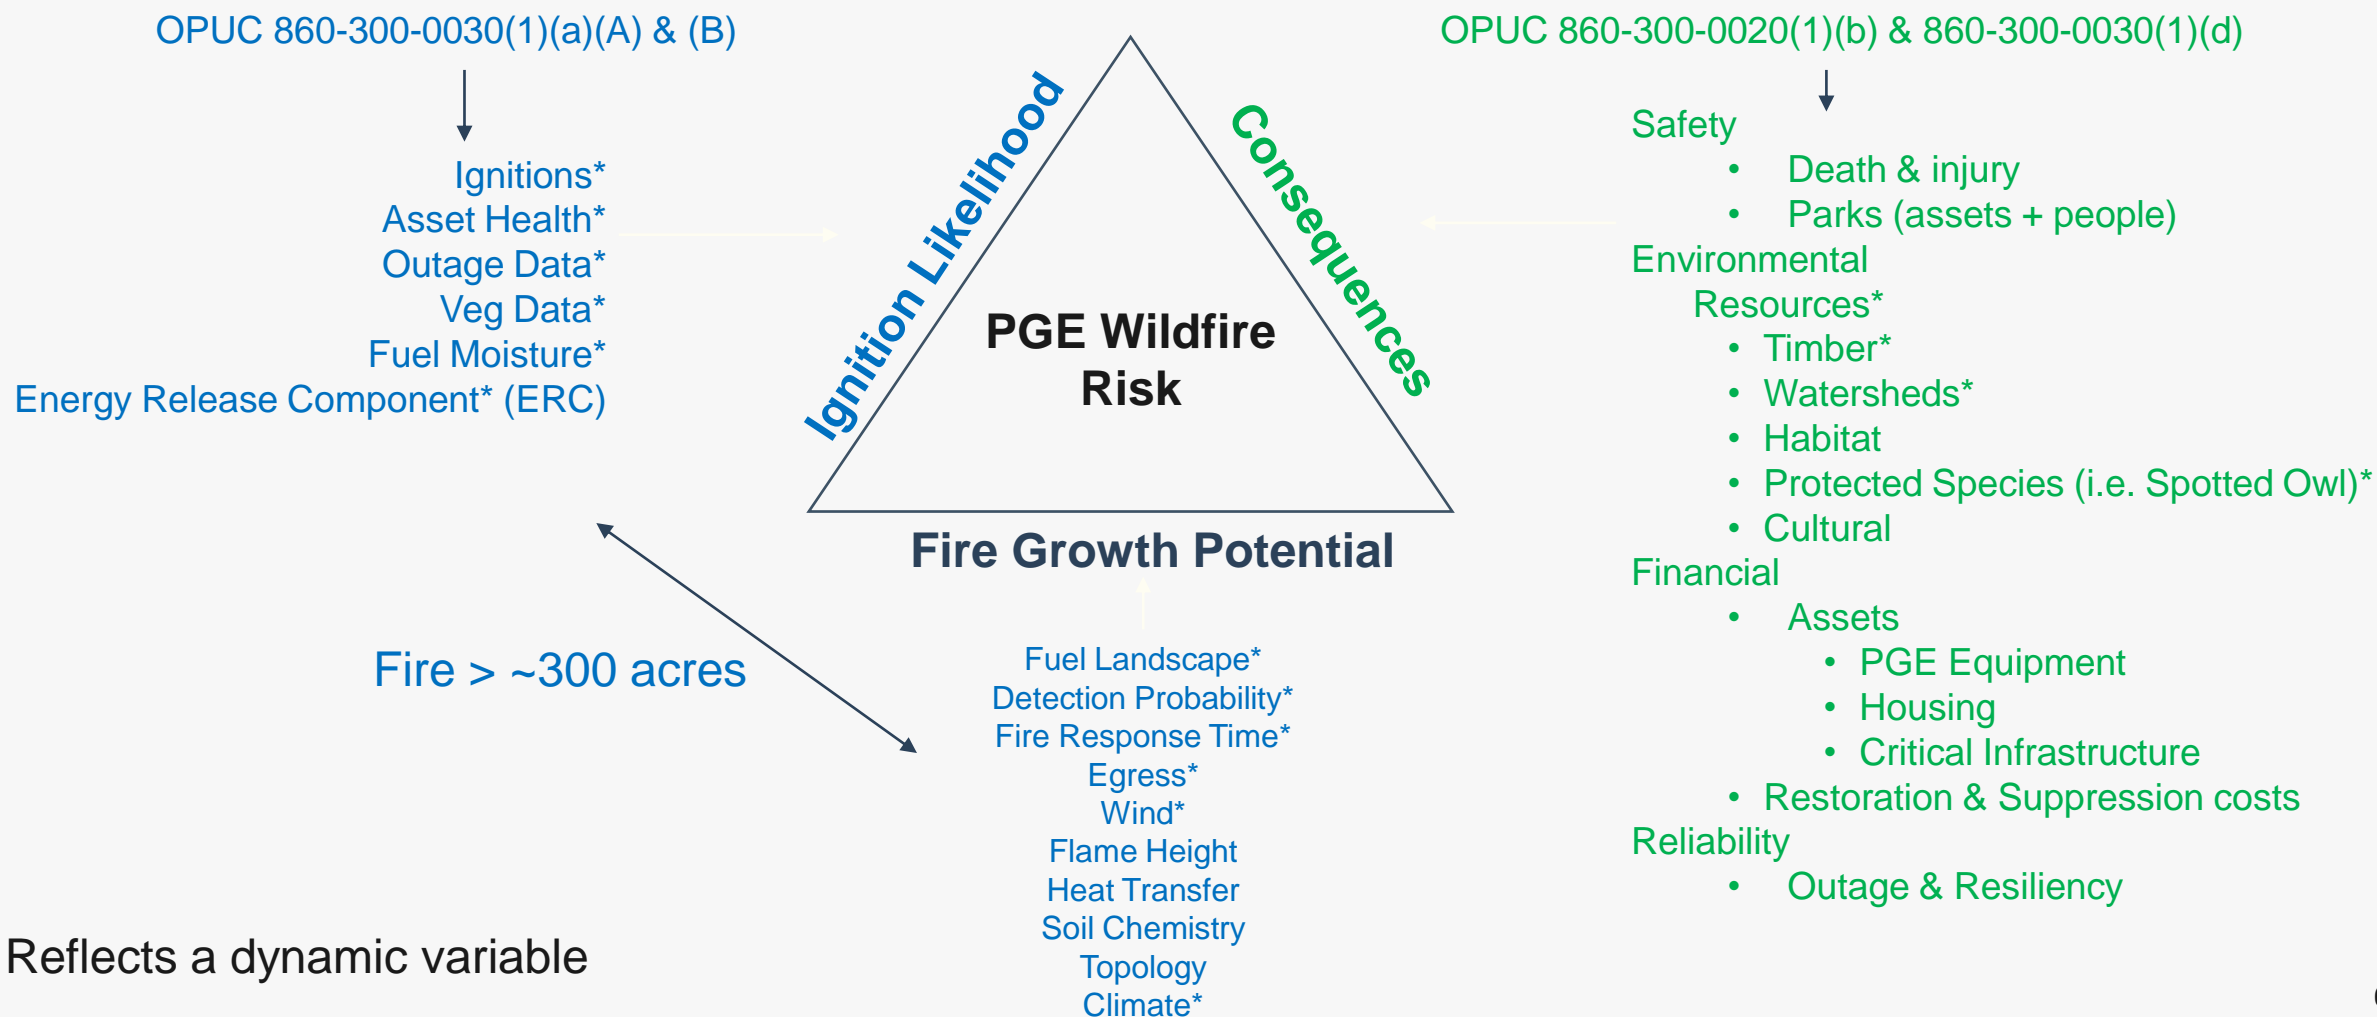 OPUC 860-300-0030(1)(a)(A) & (B)
Ignitions*
Asset Health*
Outage Data*
Veg Data*
Fuel Moisture*
Energy Release Component* (ERC)
Ignition Likelihood
Consequences
PGE Wildfire
Risk
Fire Growth Potential
Fire > ~300 acres
Fuel Landscape*
Detection Probability*
Fire Response Time*
Egress*
Wind*
Flame Height
Heat Transfer
Soil Chemistry
Topology
Climate*
OPUC 860-300-0020(1)(b) & 860-300-0030(1)(d)
Safety
• Death & injury
• Parks (assets + people)
Environmental
Resources*
• Timber*
• Watersheds*
• Habitat
• Protected Species (i.e. Spotted Owl)*
• Cultural
Financial
• Assets
• PGE Equipment
• Housing
• Critical Infrastructure
• Restoration & Suppression costs
Reliability
• Outage & Resiliency
Reflects a dynamic variable